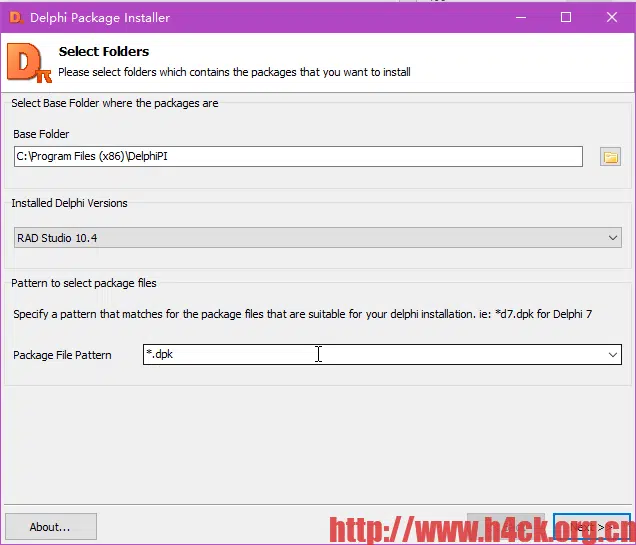 Delphi Package Installer
Select Folders
Please select folders which contains the packages that you want to install
Select Base Folder where the packages are
Base Folder
C:\Program Files (x86)\DelphiPI
Installed Delphi Versions
RAD Studio 10.4
Pattern to select package files
Specify a pattern that matches for the package files that are suitable for your delphi installation. ie: *d7.dpk for Delphi 7
Package File Pattern
*.dpk
About...
Next >>
http://www.h4ck.org.cn